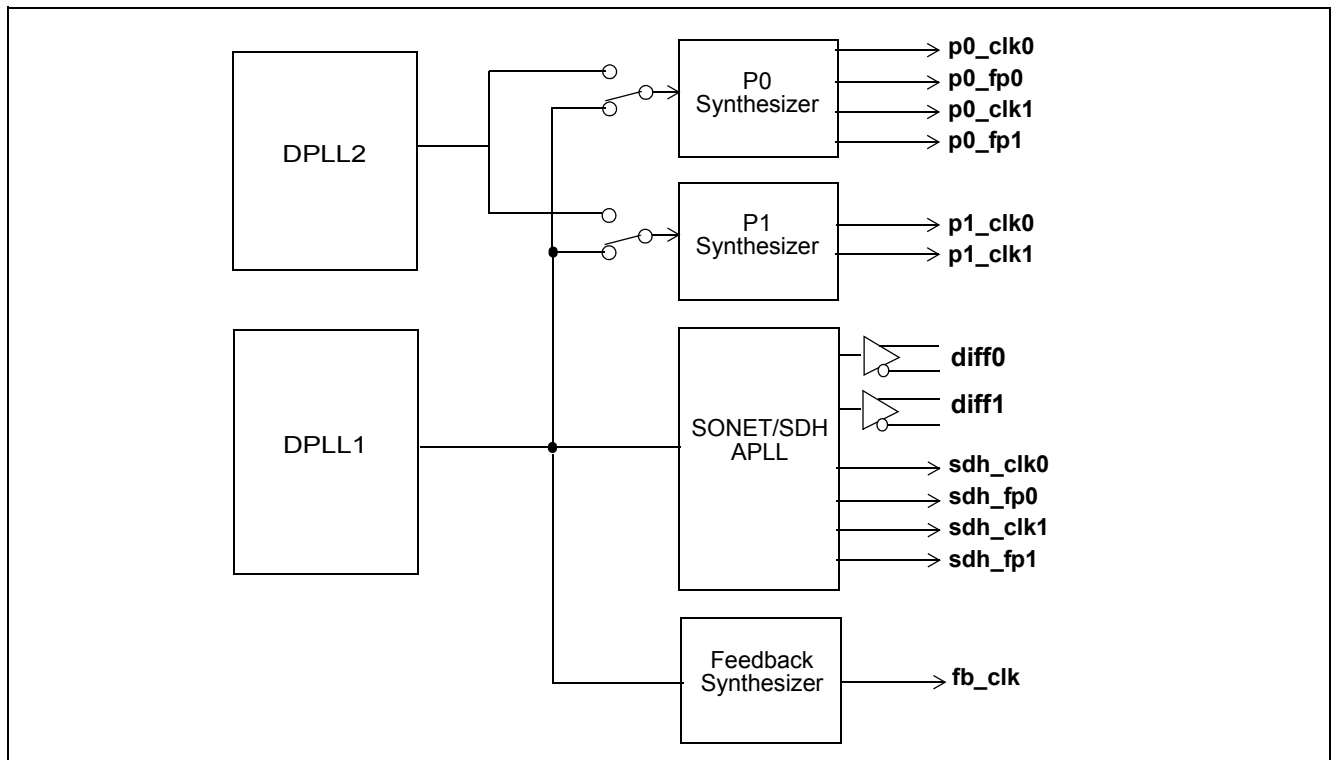 DPLL2
P0
Synthesizer
p0_clk0
p0_fp0
p0_clk1
p0_fp1
P1
Synthesizer
p1_clk0
p1_clk1
DPLL1
SONET/SDH
APLL
diff0
diff1
sdh_clk0
sdh_fp0
sdh_clk1
sdh_fp1
Feedback
Synthesizer
fb_clk